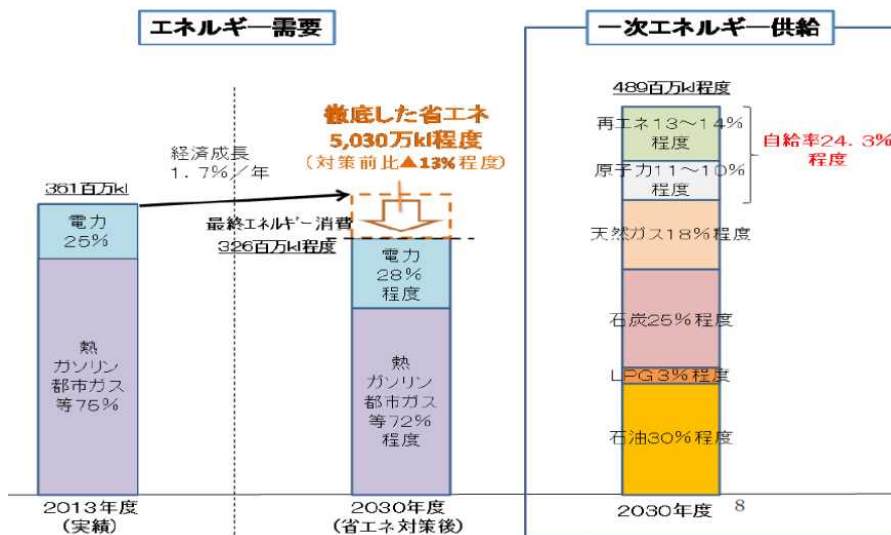 エネルギー需要
一次エネルギー供給
徹底した省エネ
5,030万kl程度
(対策前比▲13%程度)
経済成長
1.7%/年
361百万kl
電力
25%
熱
ガソリン
都市ガス
等75%
2013年度
(実績)
最終エネルギー消費
326百万kl程度
電力
28%
程度
熱
ガソリン
都市ガス
等72%
程度
2030年度
(省エネ対策後)
489百万kl程度
再エネ13~14%
程度
原子力11~10%
程度
天然ガス18%程度
石炭25%程度
LPG3%程度
石油30%程度
自給率24.3%
程度
2030年度
8